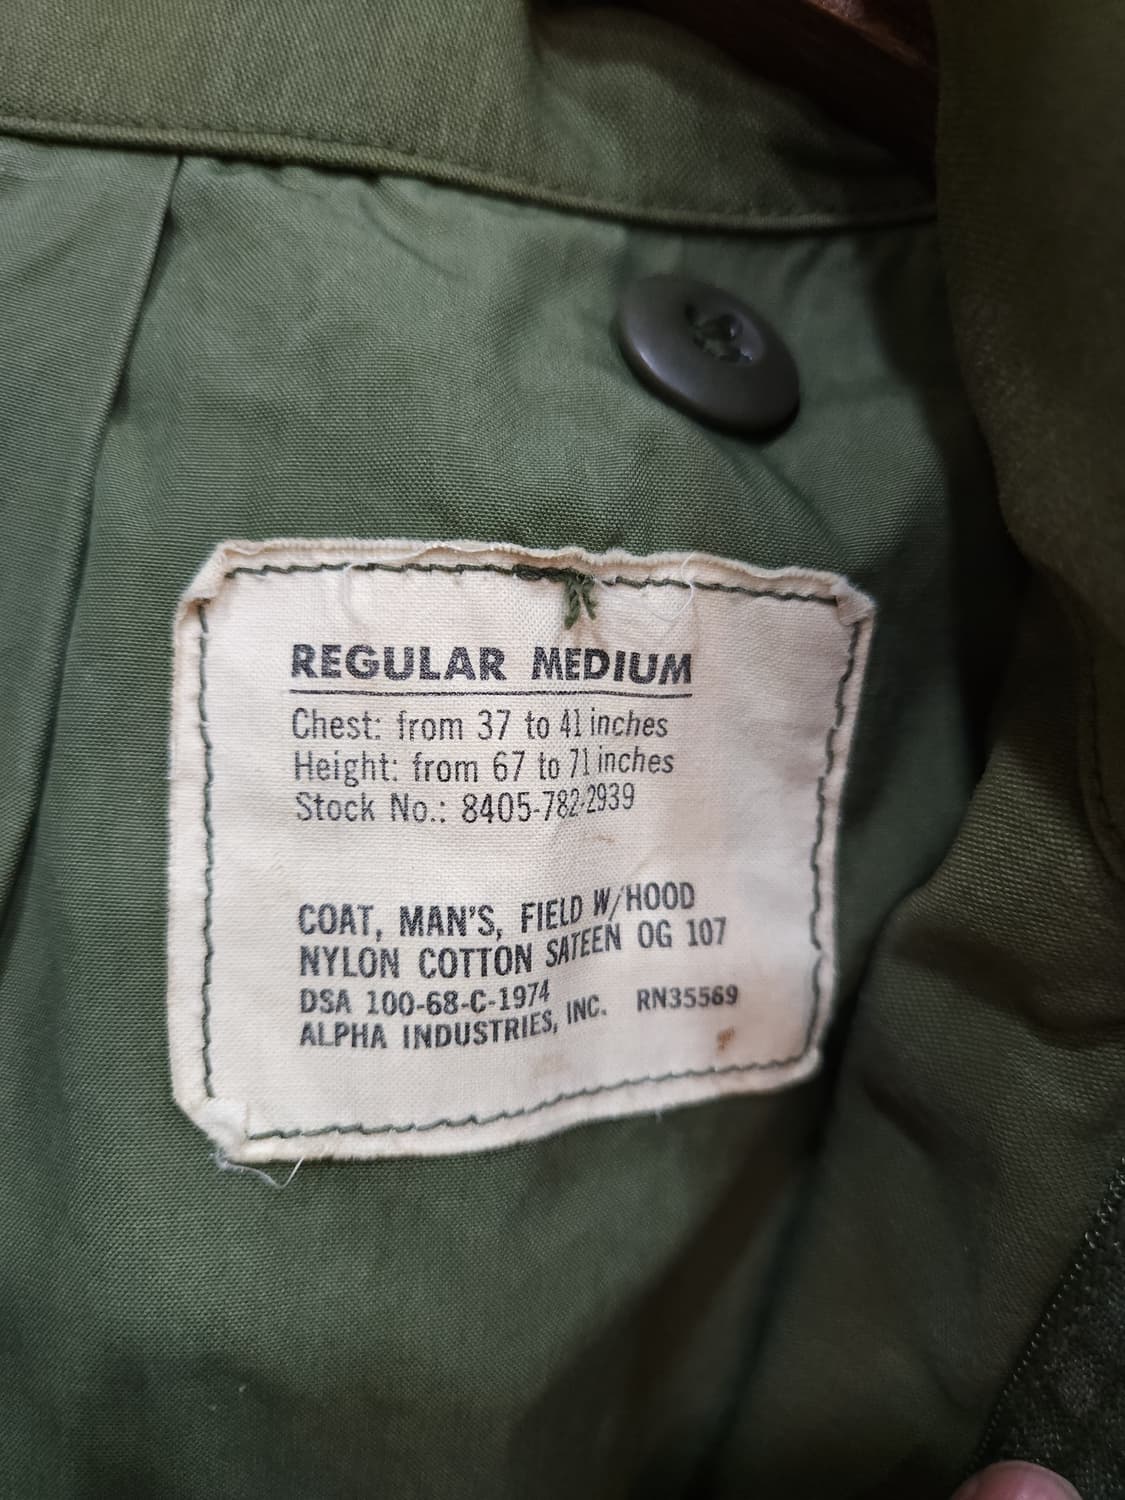 REGULAR MEDIUM
Chest: from 37 to 41 inches
Height: from 67 to 71 inches
Stock No.: 8405-782-2939
COAT, MAN'S, FIELD W/HOOD
NYLON COTTON SATEEN OG 107
DSA 100-68-C-1974
ALPHA INDUSTRIES, INC. RN35569